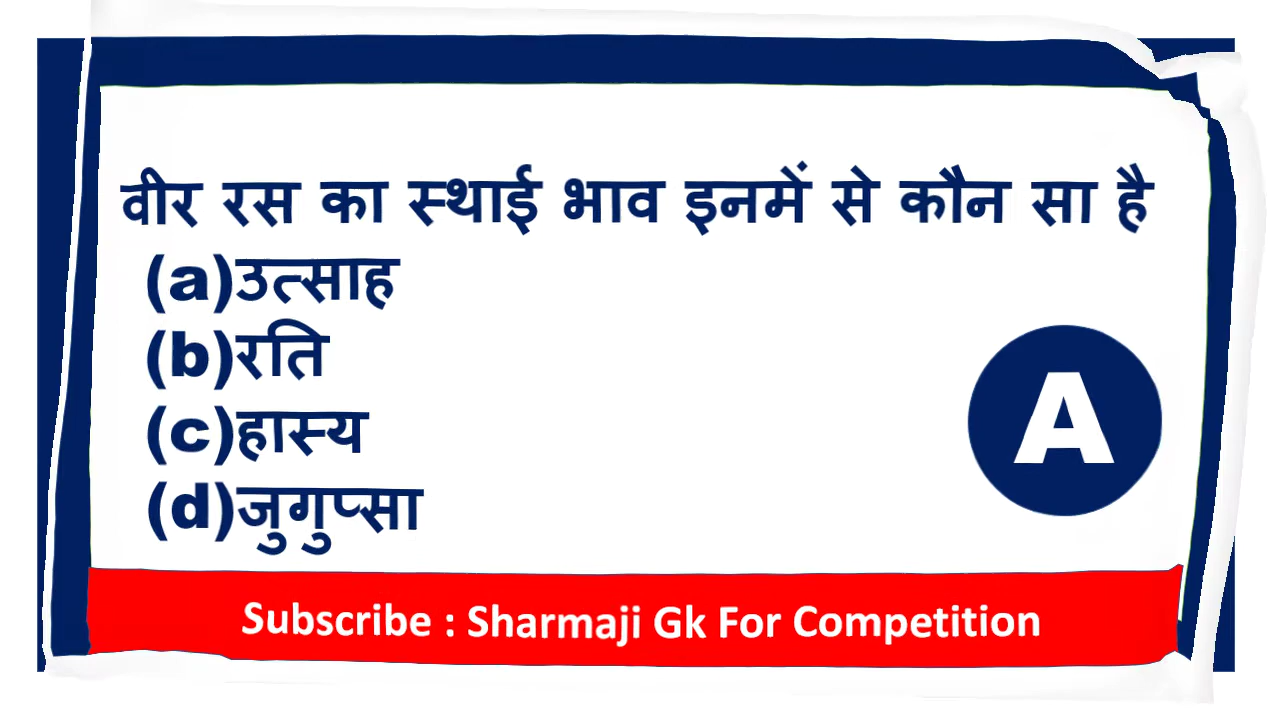 वीर रस का स्थाई भाव इनमें से कौन सा है
(a)उत्साह
(b)रति
(c)हास्य
(d)जुगुप्सा
A
Subscribe : Sharmaji Gk For Competition